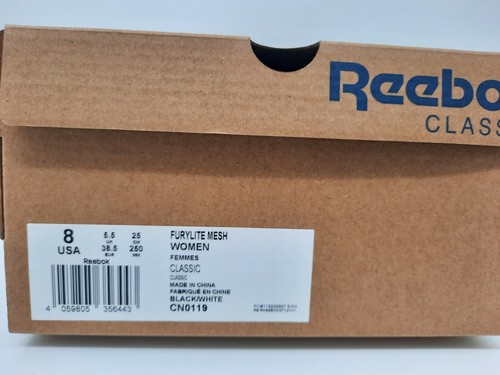 Reebo
CLASS
8
USA
5.5
UK
38.5
EUR
25
CM
250
MM
Reebok
4 059805 356443
FURYLITE MESH
WOMEN
FEMMES
CLASSIC
CLASSIC
MADE IN CHINA
FABRIQUÉ EN CHINE
BLACK/WHITE
CN0119